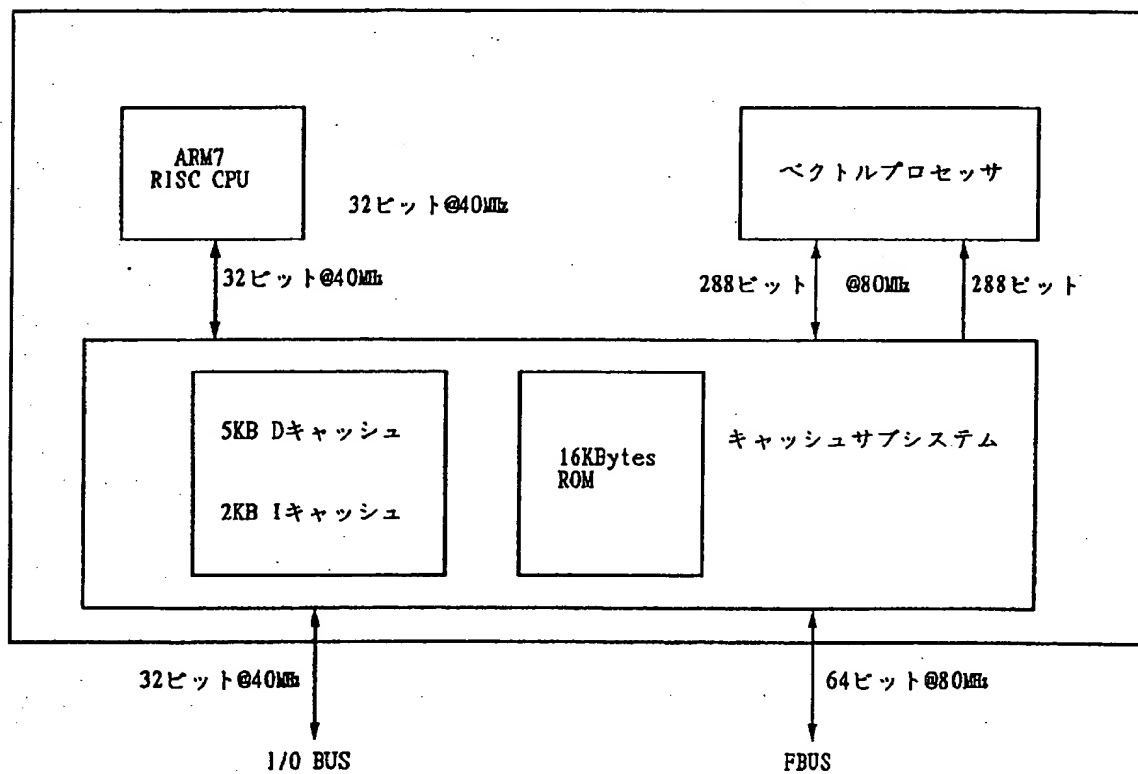 ARM7
RISC CPU
ベクトルプロセッサ
32ビット@40MHz
32ビット@40MHz
288ビット
@80MHz
288ビット
5KB Dキャッシュ
2KB Iキャッシュ
16KBytes
ROM
キャッシュサブシステム
32ビット@40MHz
64ビット@80MHz
I/O BUS
FBUS